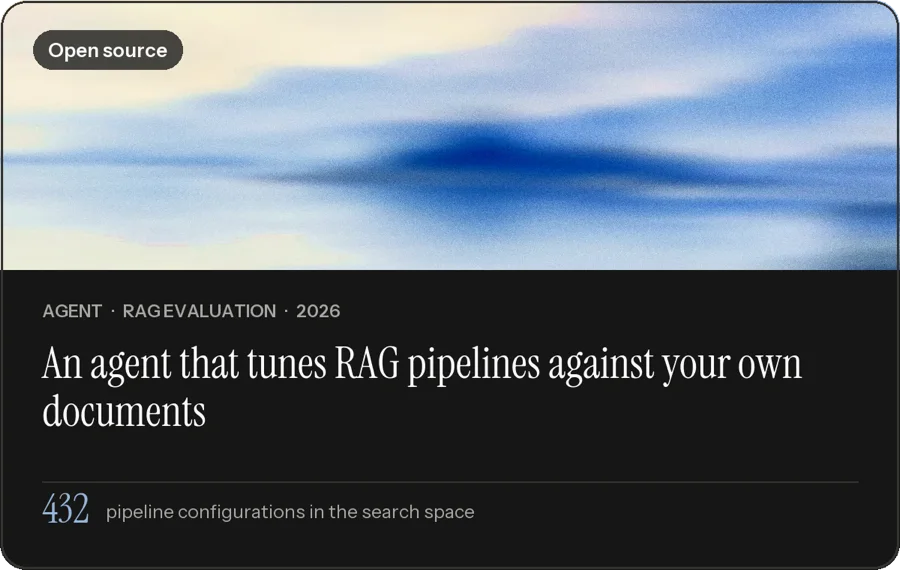 Open source
AGENT · RAG EVALUATION · 2026
An agent that tunes RAG pipelines against your own
documents
432 pipeline configurations in the search space